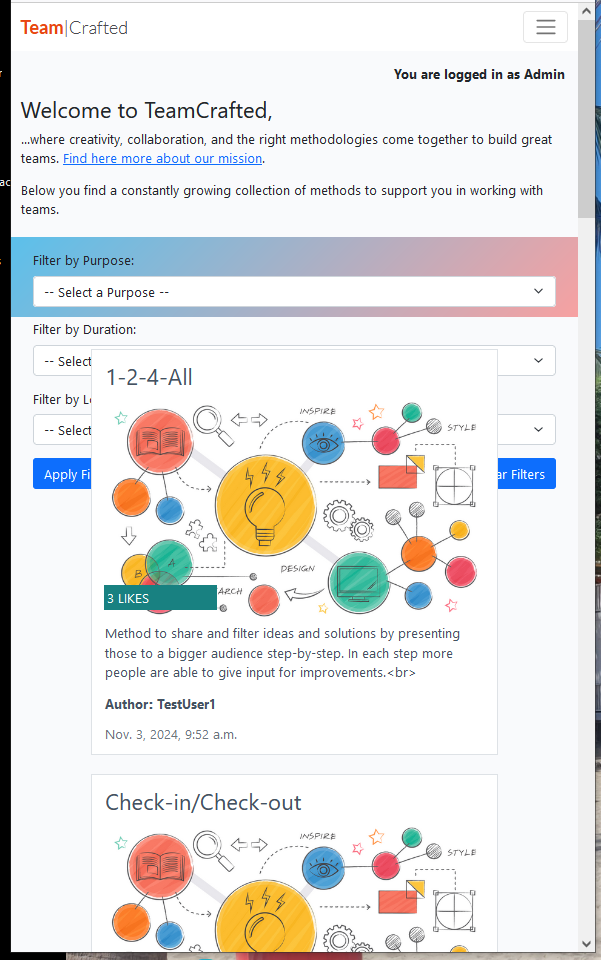 Team|Crafted
You are logged in as Admin
Welcome to TeamCrafted,
...where creativity, collaboration, and the right methodologies come together to build great
teams. Find here more about our mission.
Below you find a constantly growing collection of methods to support you in working with
teams.
Filter by Purpose:
-- Select a Purpose --
Filter by Duration:
-- Select
1-2-4-All
Filter by L
-- Select
Apply Fi
ar Filters
INSPIRE
STYLE
A
B
DESIGN
ARCH
3 LIKES
Method to share and filter ideas and solutions by presenting
those to a bigger audience step-by-step. In each step more
people are able to give input for improvements.<br>
Author: TestUser1
Nov. 3, 2024, 9:52 a.m.
Check-in/Check-out
INSPIRE
STYLE